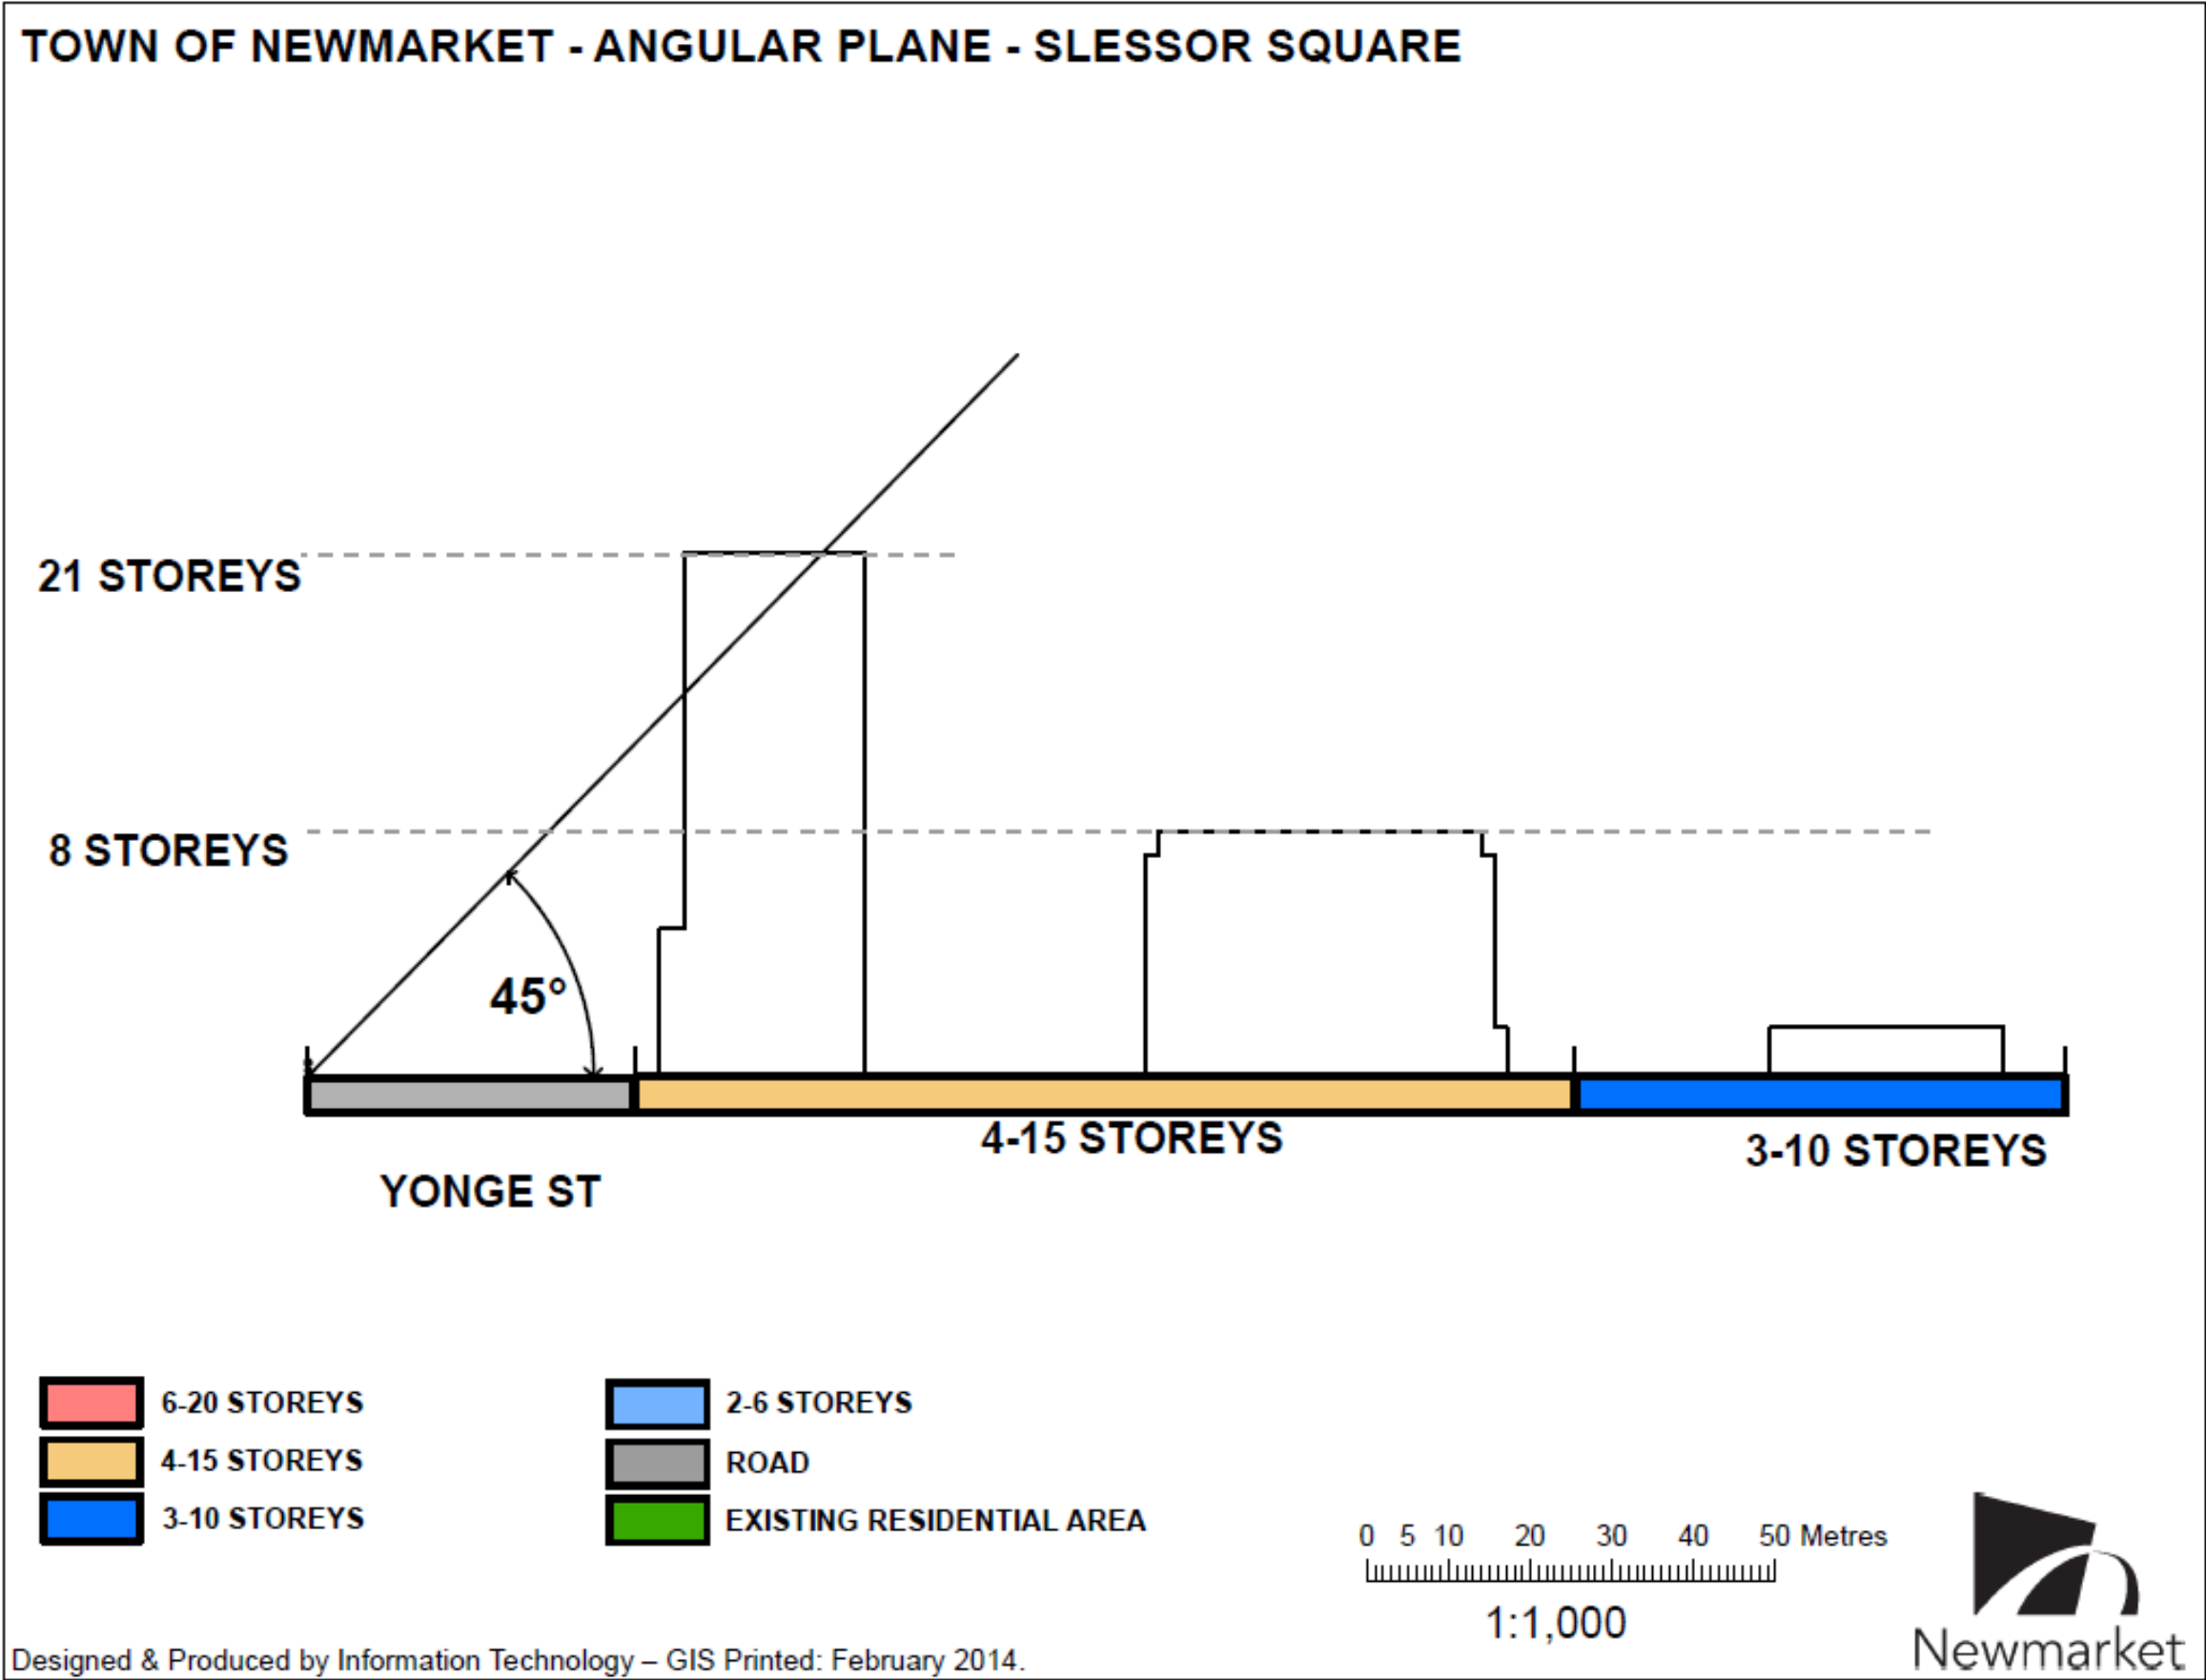 TOWN OF NEWMARKET - ANGULAR PLANE - SLESSOR SQUARE
21 STOREYS
8 STOREYS
45°
4-15 STOREYS
3-10 STOREYS
YONGE ST
6-20 STOREYS
4-15 STOREYS
3-10 STOREYS
2-6 STOREYS
ROAD
EXISTING RESIDENTIAL AREA
0 5 10 20 30 40 50 Metres
1:1,000
Newmarket
Designed & Produced by Information Technology – GIS Printed: February 2014.